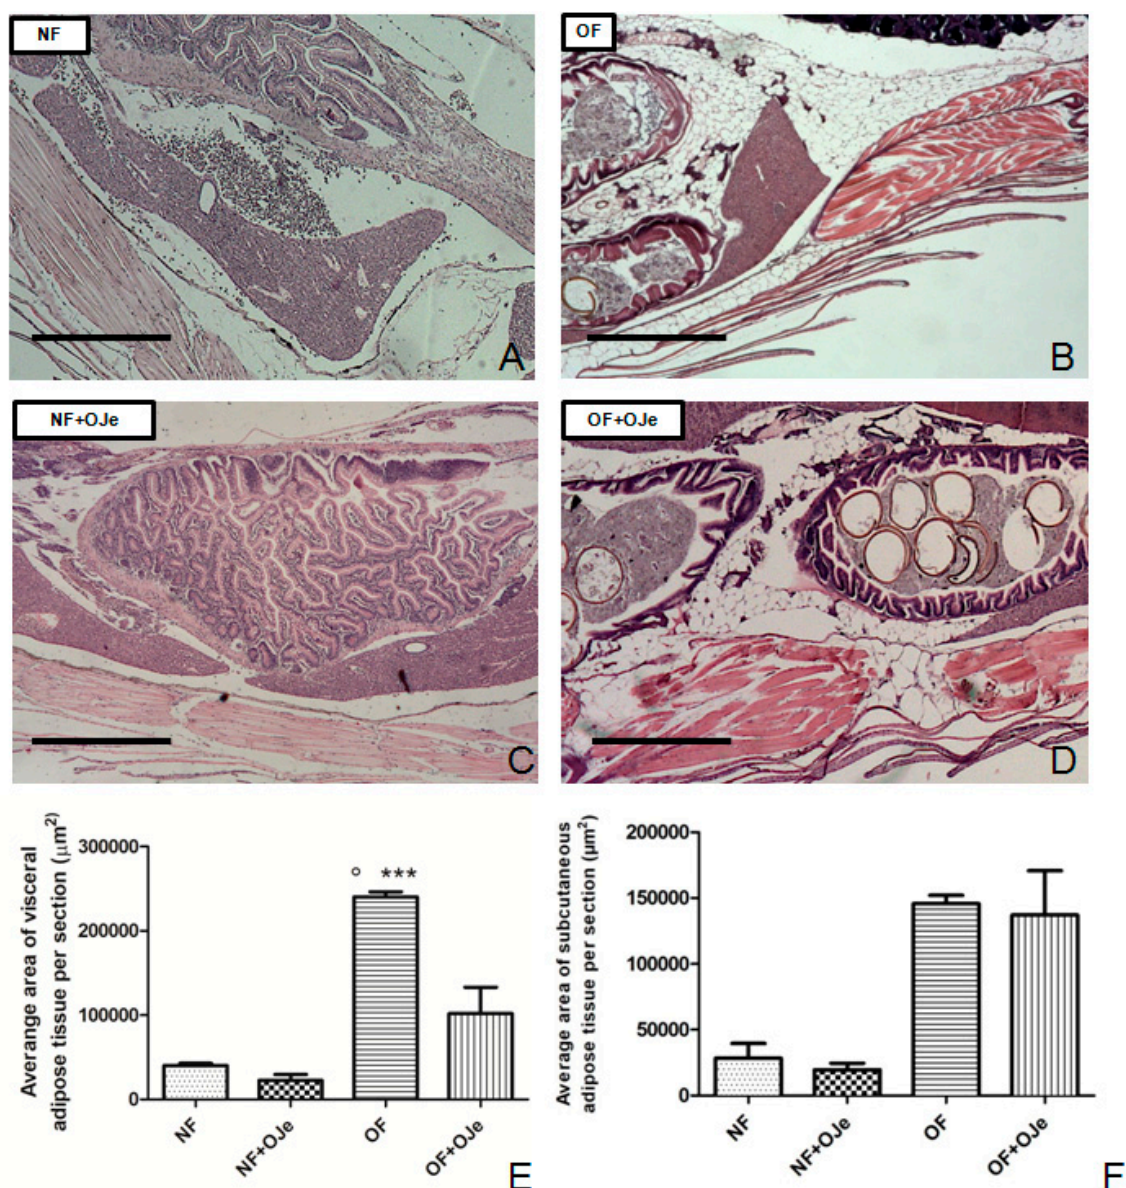 NF
OF
A
B
NF+OJe
OF+OJe
C
D
Averange area of visceral
adipose tissue per section (µm²)
300000
200000
100000
0
° ***
NF
NF+OJe
OF
OF+OJe
E
Average area of subcutaneous
adipose tissue per section (µm²)
200000
150000
100000
50000
0
NF
NF+OJe
OF
OF+OJe
F